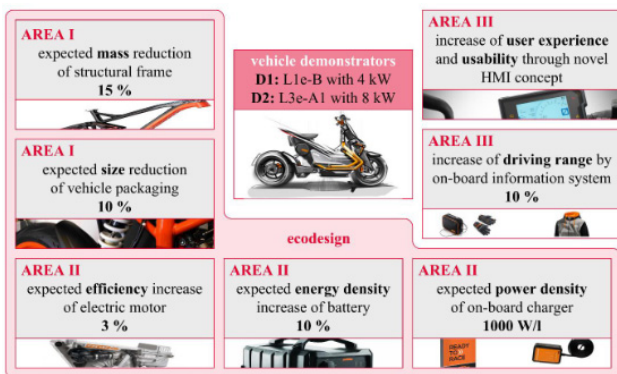 AREA I
expected mass reduction
of structural frame
15 %
vehicle demonstrators
D1: L1e-B with 4 kW
D2: L3e-A1 with 8 kW
AREA III
increase of user experience
and usability through novel
HMI concept
AREA I
expected size reduction
of vehicle packaging
10 %
AREA III
increase of driving range by
on-board information system
10 %
ecodesign
AREA II
expected efficiency increase
of electric motor
3 %
AREA II
expected energy density
increase of battery
10 %
AREA II
expected power density
of on-board charger
1000 W/l
READY
TO
RACE